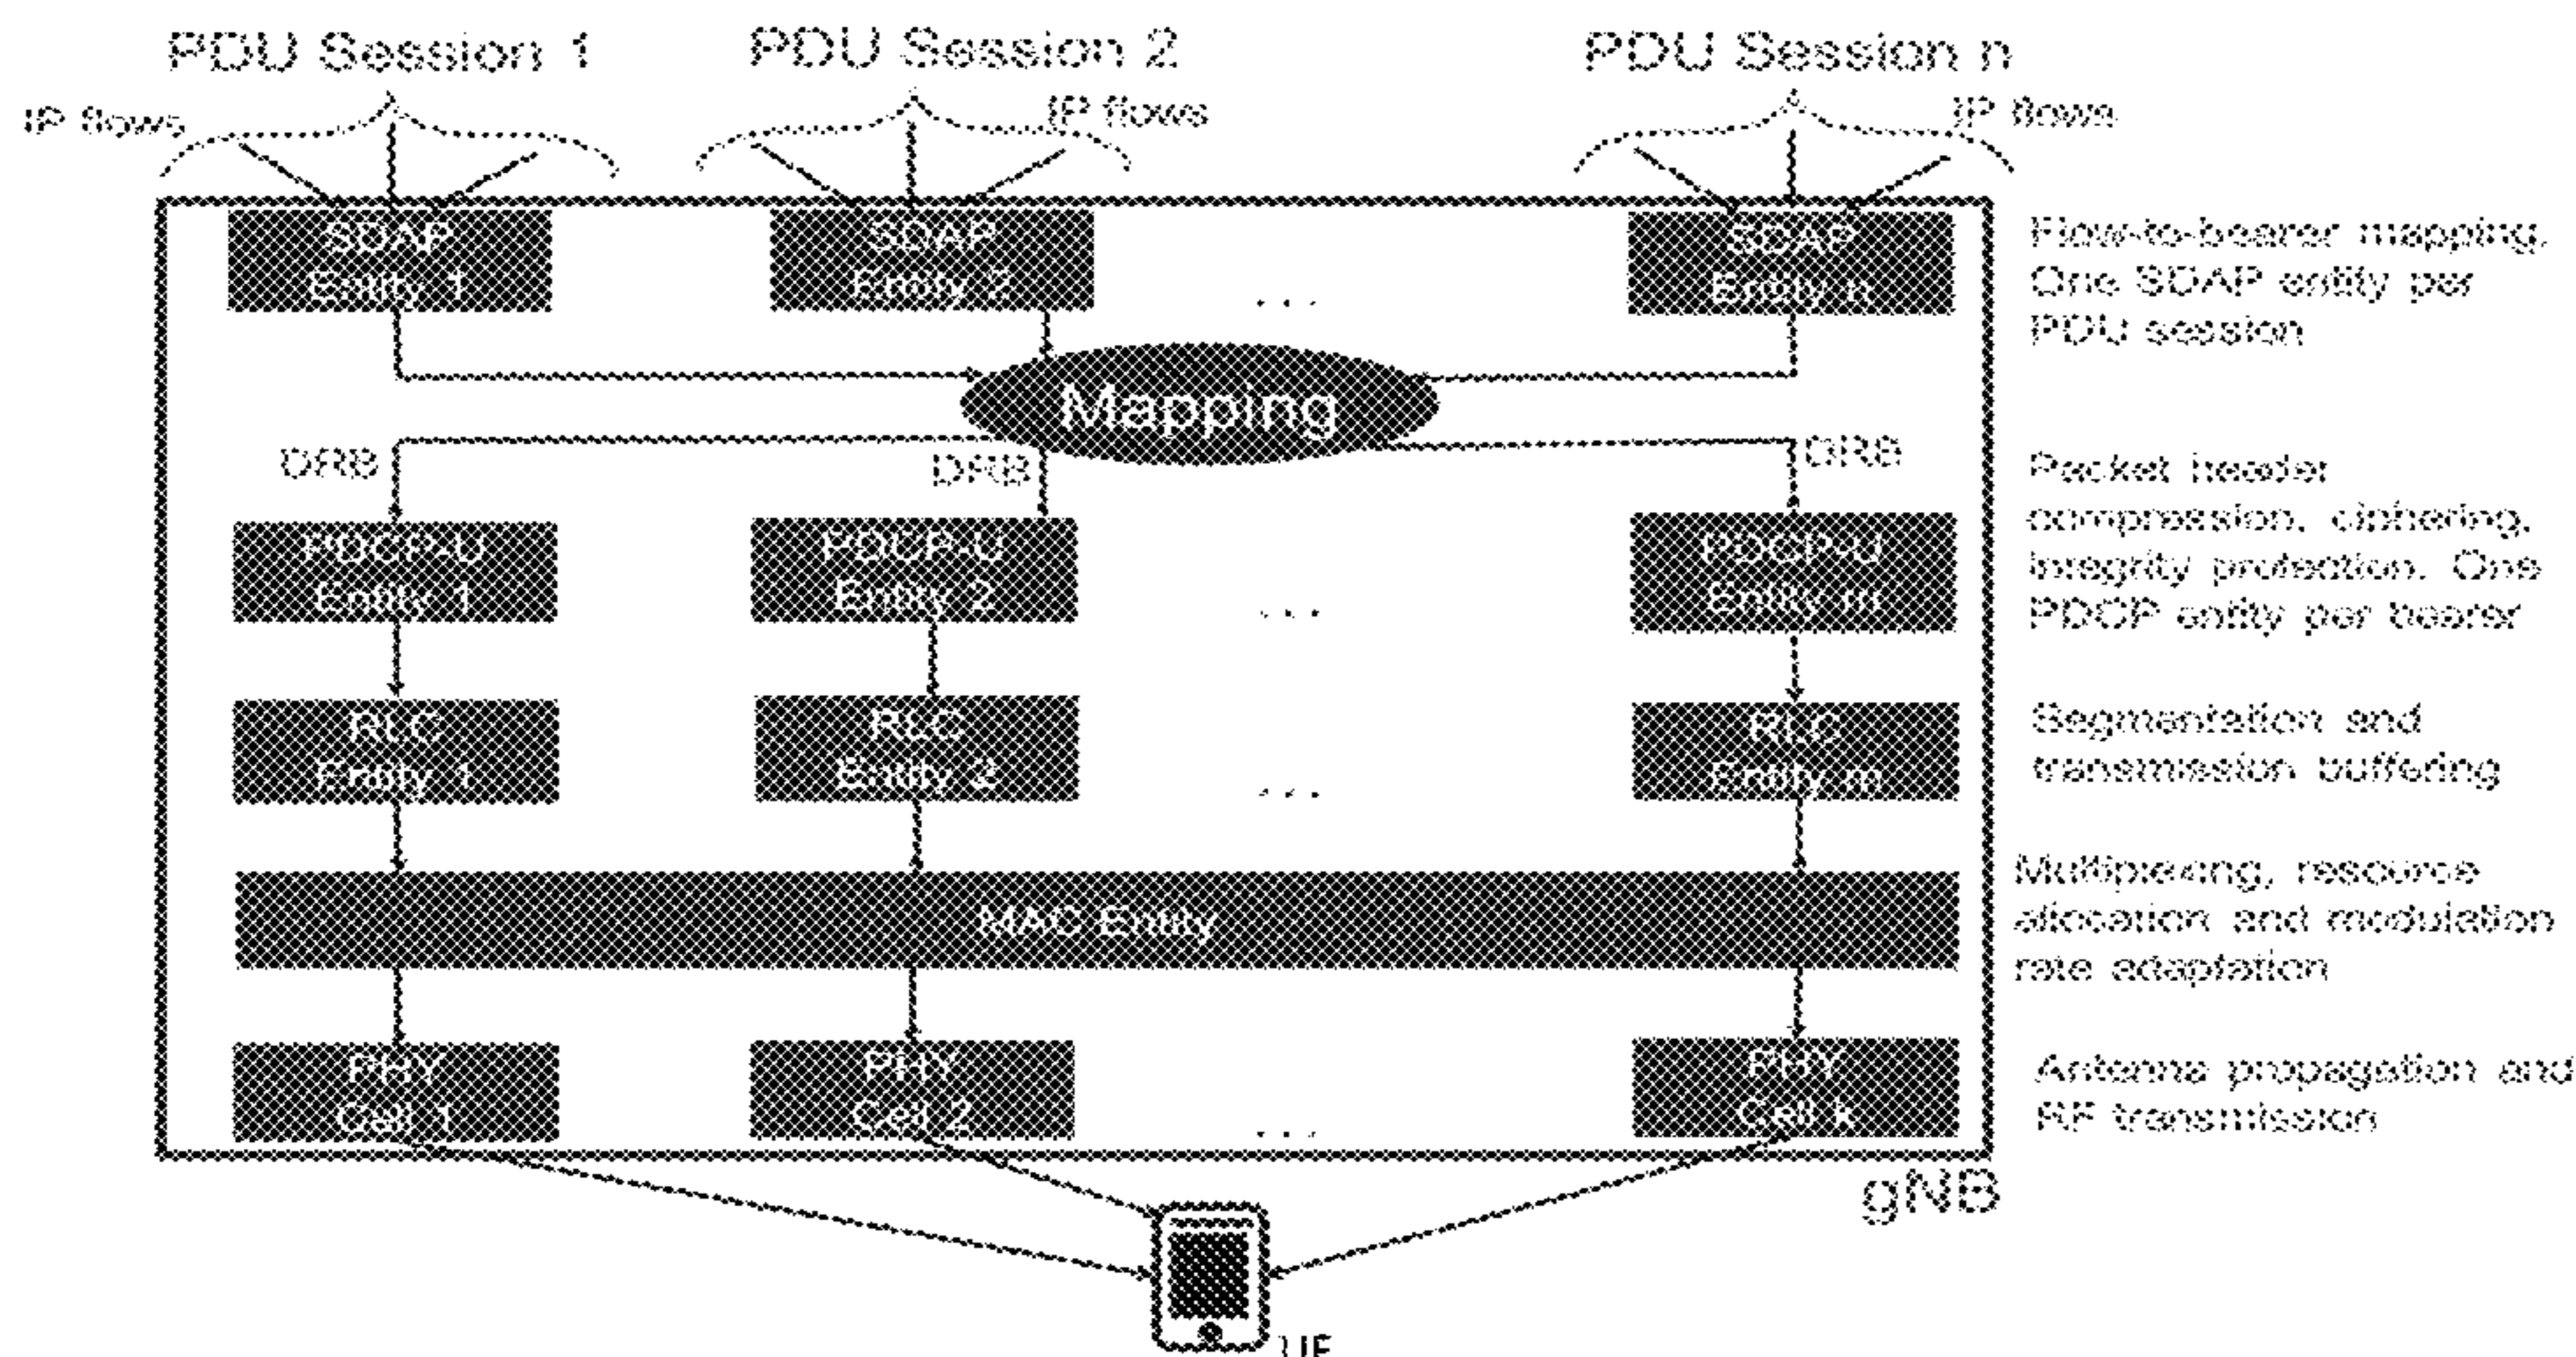 PDU Session 1
PDU Session 2
PDU Session n
IP flows
IP flows
IP flows
SDAP
Entity 1
SDAP
Entity 2
...
SDAP
Entity n
Flow-to-bearer mapping.
One SDAP entity per
PDU session
Mapping
DRB
DRB
DRB
PDCP-U
Entity 1
PDCP-U
Entity 2
...
PDCP-U
Entity m
Packet header
compression, ciphering,
integrity protection. One
PDCP entity per bearer
RLC
Entity 1
RLC
Entity 2
...
RLC
Entity m
Segmentation and
transmission buffering
MAC Entity
Multiplexing, resource
allocation and modulation
rate adaptation
PHY
Cell 1
PHY
Cell 2
...
PHY
Cell k
Antenna propagation and
RF transmission
gNB
UE